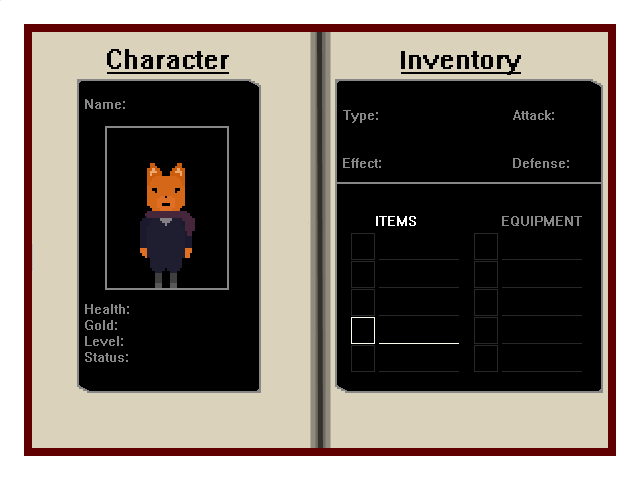 Character
Name:
Health:
Gold:
Level:
Status:
Inventory
Type: Attack:
Effect: Defense:
ITEMS EQUIPMENT